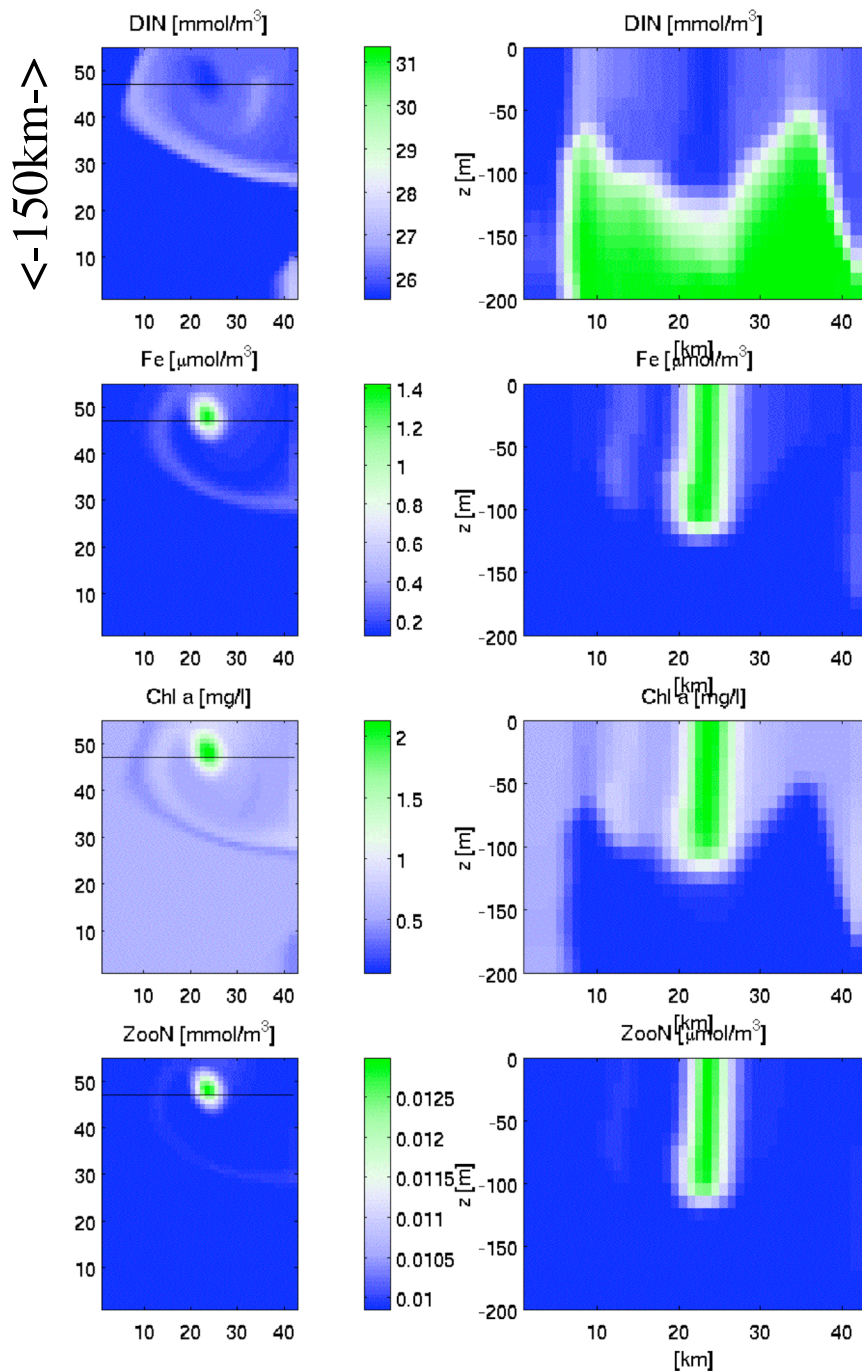 <-150km->
DIN [mmol/m³]
50
40
30
20
10
10 20 30 40
31
30
29
28
27
26
DIN [mmol/m³]
z [m]
0
-50
-100
-150
-200
10 20 30 40
[km]
Fe [μmol/m³]
50
40
30
20
10
10 20 30 40
1.4
1.2
1
0.8
0.6
0.4
0.2
Fe [μmol/m³]
z [m]
0
-50
-100
-150
-200
10 20 30 40
[km]
Chl a [mg/l]
50
40
30
20
10
10 20 30 40
2
1.5
1
0.5
Chl a [mg/l]
z [m]
0
-50
-100
-150
-200
10 20 30 40
[km]
ZooN [mmol/m³]
50
40
30
20
10
10 20 30 40
0.0125
0.012
0.0115
0.011
0.0105
0.01
ZooN [μmol/m³]
z [m]
0
-50
-100
-150
-200
10 20 30 40
[km]